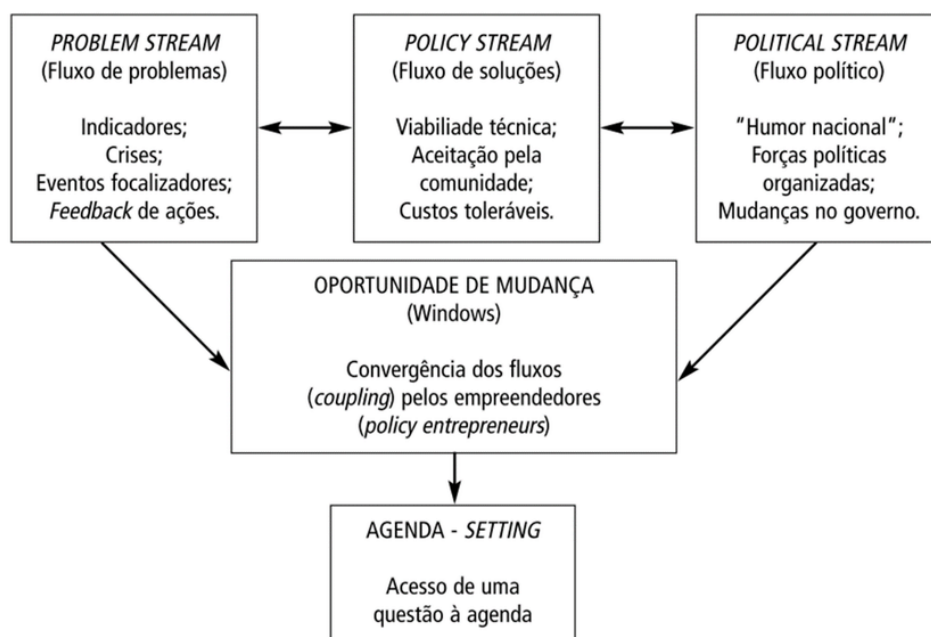 PROBLEM STREAM
(Fluxo de problemas)
Indicadores;
Crises;
Eventos focalizadores;
Feedback de ações.
POLICY STREAM
(Fluxo de soluções)
Viabiliade técnica;
Aceitação pela
comunidade;
Custos toleráveis.
POLITICAL STREAM
(Fluxo político)
"Humor nacional";
Forças políticas
organizadas;
Mudanças no governo.
OPORTUNIDADE DE MUDANÇA
(Windows)
Convergência dos fluxos
(coupling) pelos empreendedores
(policy entrepreneurs)
AGENDA - SETTING
Acesso de uma
questão à agenda